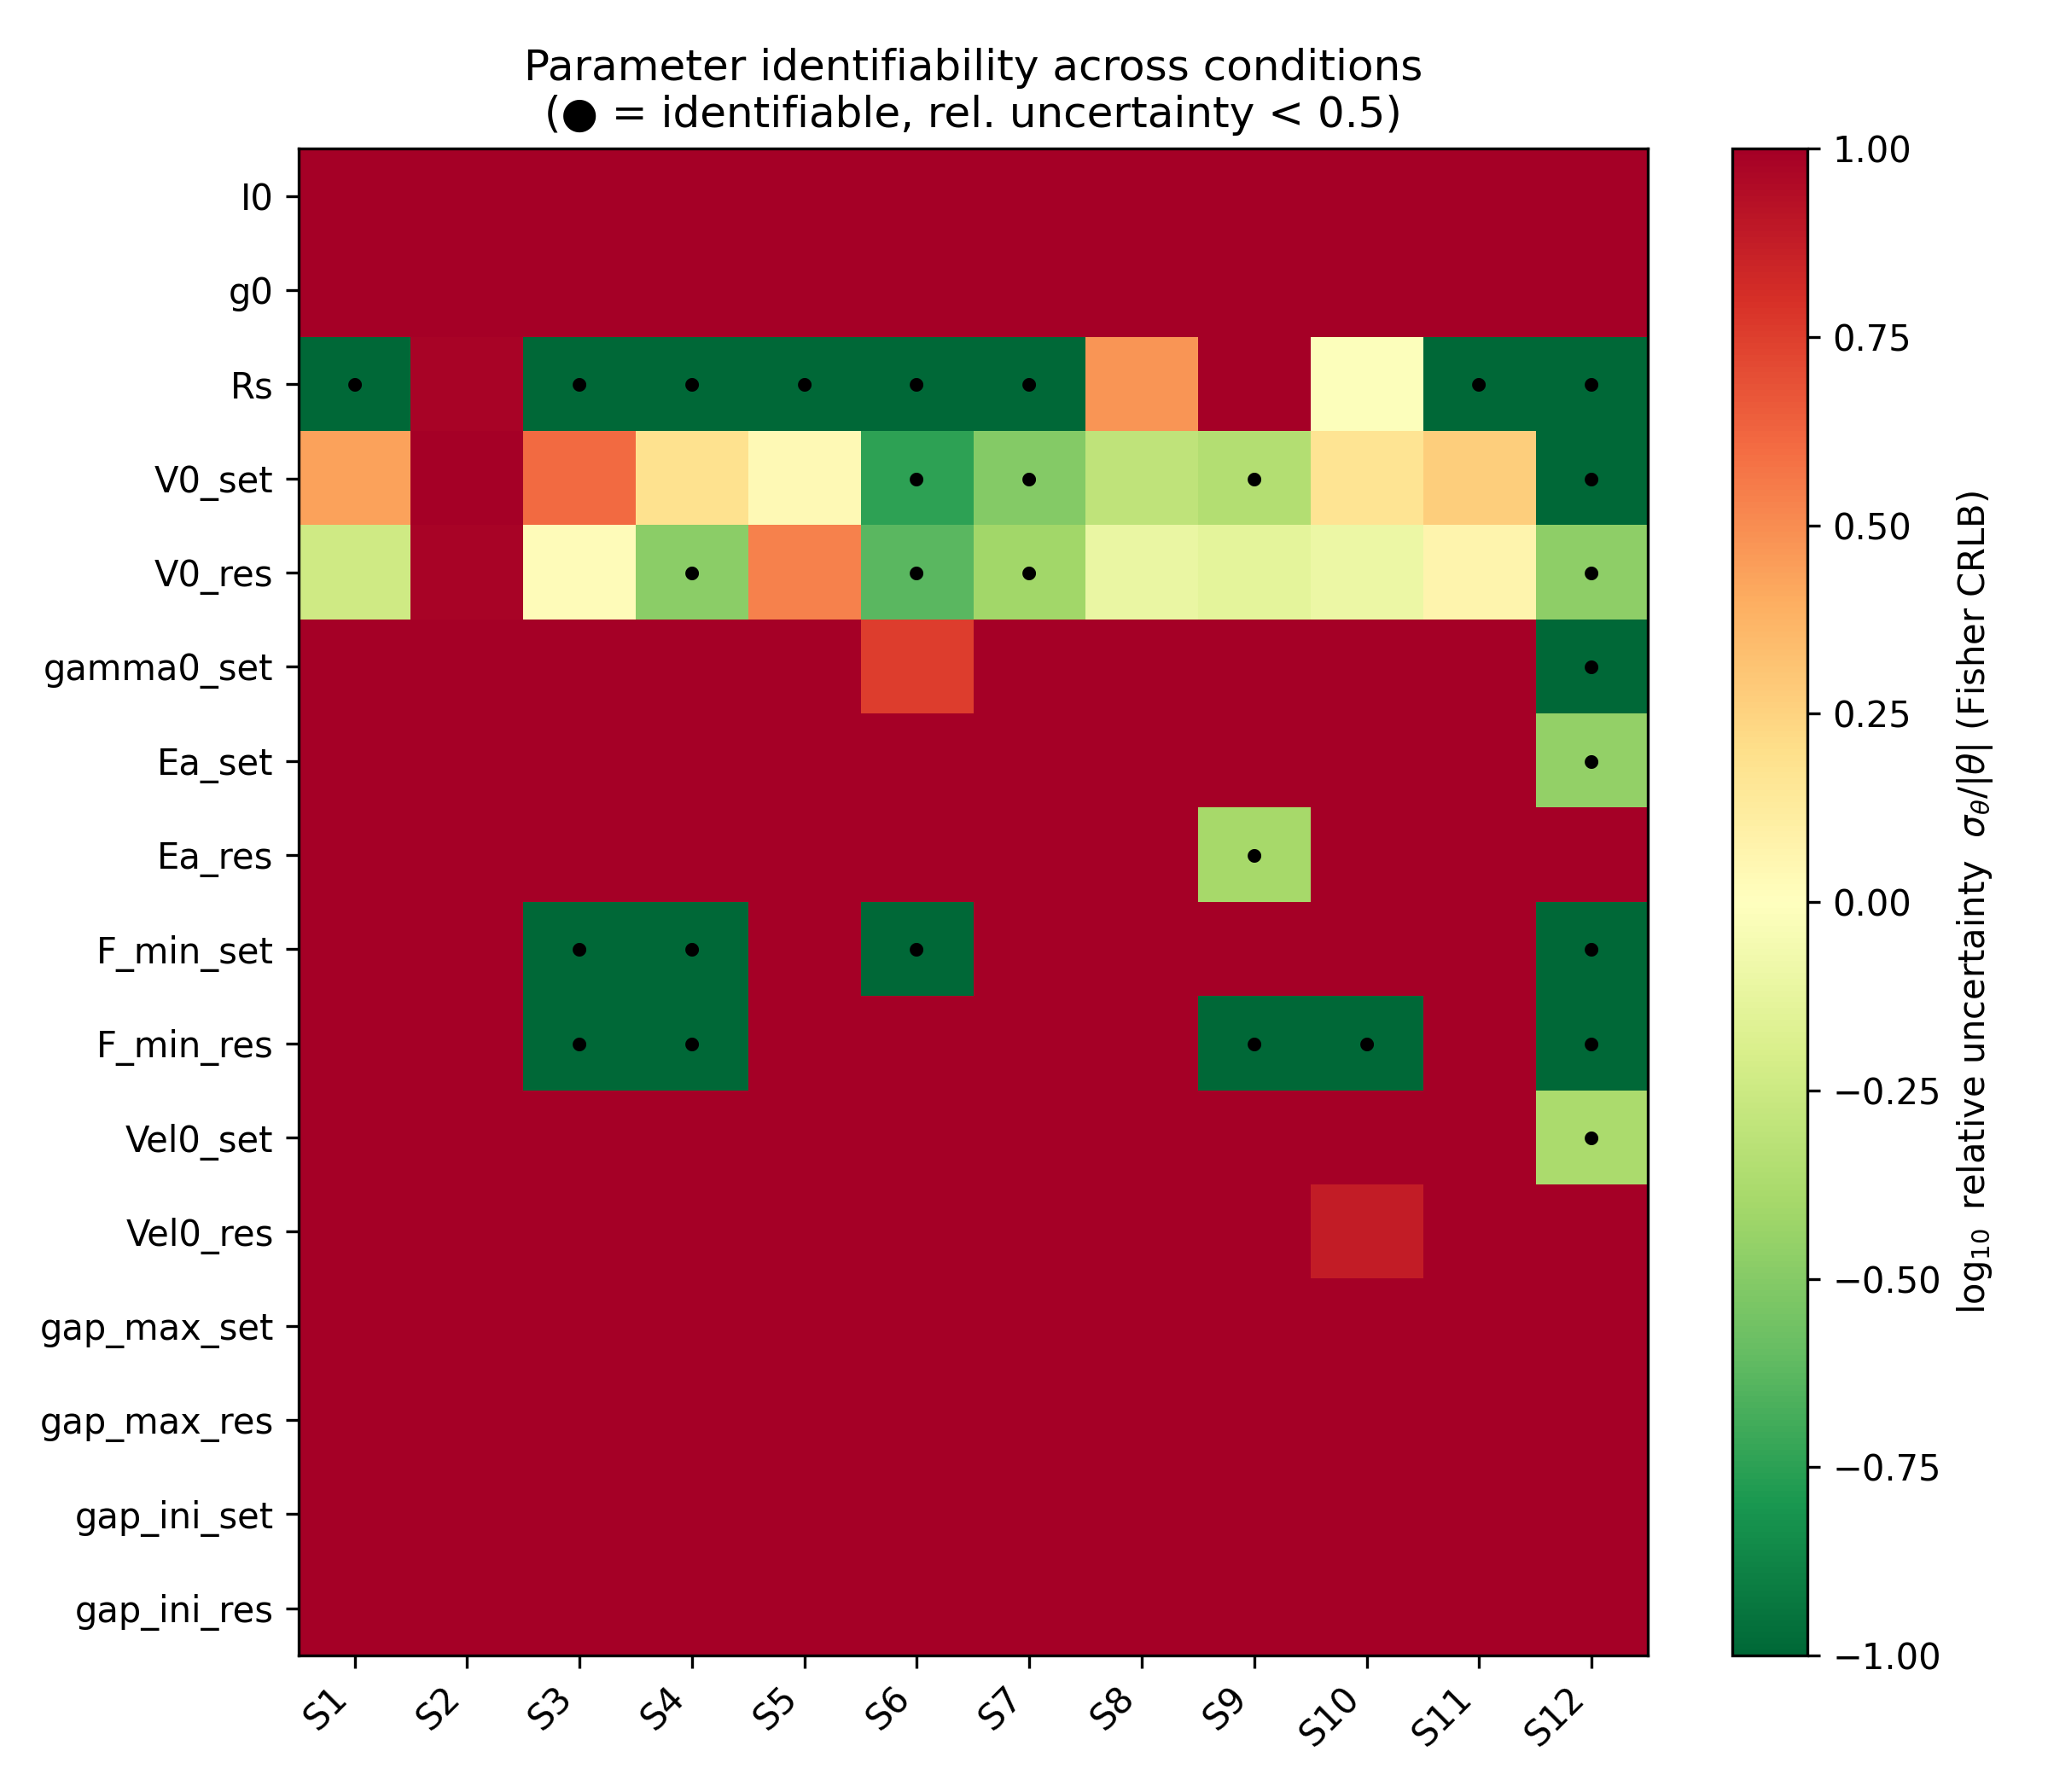 Parameter identifiability across conditions
(● = identifiable, rel. uncertainty < 0.5)
I0
g0
Rs
V0_set
V0_res
gamma0_set
Ea_set
Ea_res
F_min_set
F_min_res
Vel0_set
Vel0_res
gap_max_set
gap_max_res
gap_ini_set
gap_ini_res
S1
S2
S3
S4
S5
S6
S7
S8
S9
S10
S11
S12
1.00
0.75
0.50
0.25
0.00
−0.25
−0.50
−0.75
−1.00
log₁₀ relative uncertainty σ_θ/|θ| (Fisher CRLB)